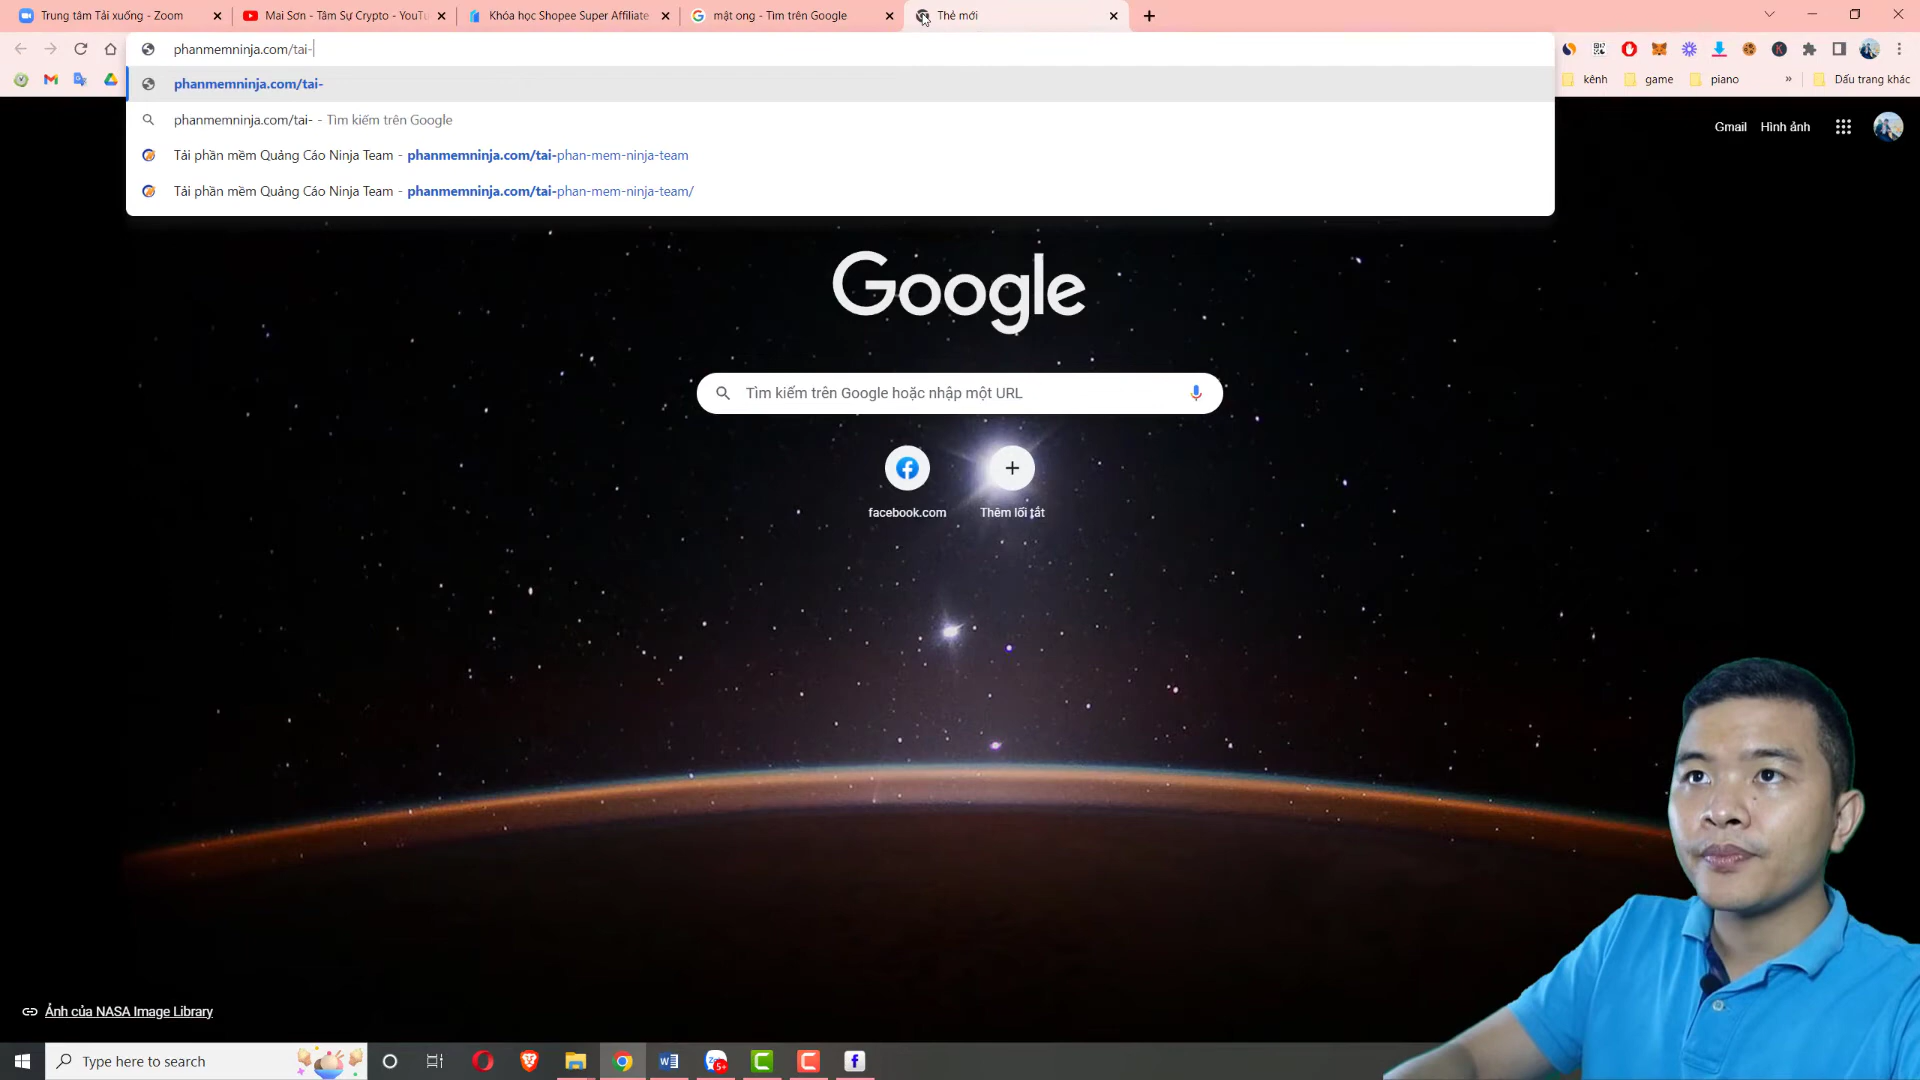 Trung tâm Tải xuống - Zoom
Mai Sơn - Tâm Sự Crypto - YouTu
Khóa học Shopee Super Affiliate
mật ong - Tìm trên Google
Thẻ mới
phanmemninja.com/tai-
phanmemninja.com/tai-
phanmemninja.com/tai- - Tìm kiếm trên Google
Tải phần mềm Quảng Cáo Ninja Team - phanmemninja.com/tai-phan-mem-ninja-team
Tải phần mềm Quảng Cáo Ninja Team - phanmemninja.com/tai-phan-mem-ninja-team/
kênh
game
piano
»
Dấu trang khác
Gmail
Hình ảnh
Google
Tìm kiếm trên Google hoặc nhập một URL
facebook.com
Thêm lối tắt
Ảnh của NASA Image Library
Type here to search
5+